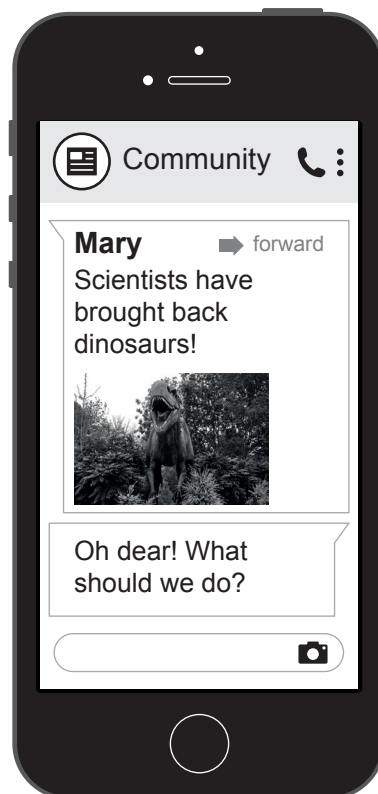 Community
Mary
forward
Scientists have
brought back
dinosaurs!
Oh dear! What
should we do?